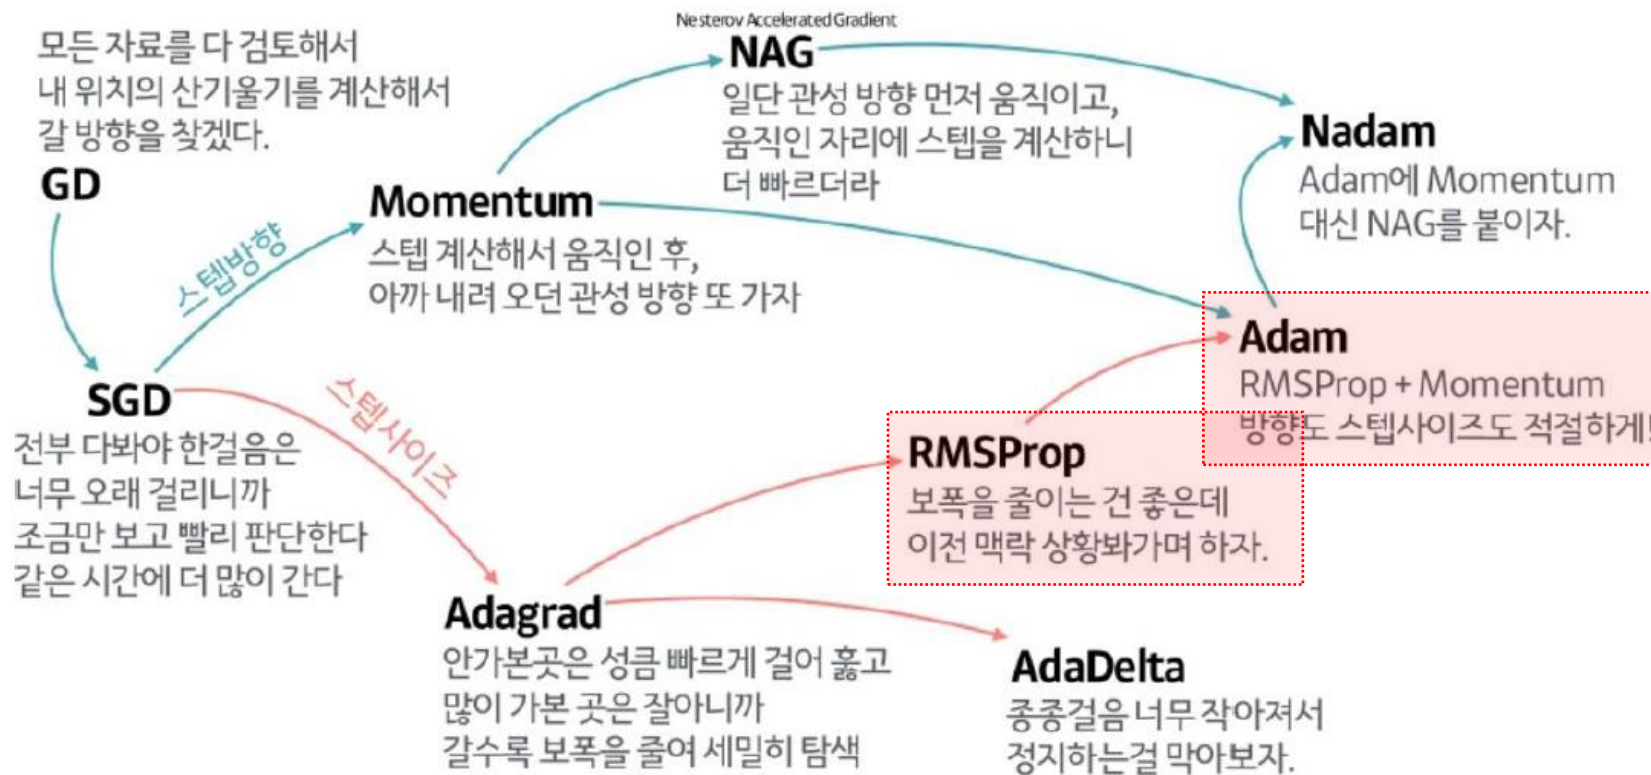 모든 자료를 다 검토해서
내 위치의 산기울기를 계산해서
갈 방향을 찾겠다.
GD
스텝방향
SGD
전부 다봐야 한걸음은
너무 오래 걸리니까
조금만 보고 빨리 판단한다
같은 시간에 더 많이 간다
Momentum
스텝 계산해서 움직인 후,
아까 내려 오던 관성 방향 또 가자
Nesterov Accelerated Gradient
NAG
일단 관성 방향 먼저 움직이고,
움직인 자리에 스텝을 계산하니
더 빠르더라
Nadam
Adam에 Momentum
대신 NAG를 붙이자.
Adam
RMSProp + Momentum
방향도 스텝사이즈도 적절하게!
스텝사이즈
RMSProp
보폭을 줄이는 건 좋은데
이전 맥락 상황봐가며 하자.
Adagrad
안가본곳은 성큼 빠르게 걸어 훓고
많이 가본 곳은 잘아니까
갈수록 보폭을 줄여 세밀히 탐색
AdaDelta
종종걸음 너무 작아져서
정지하는걸 막아보자.